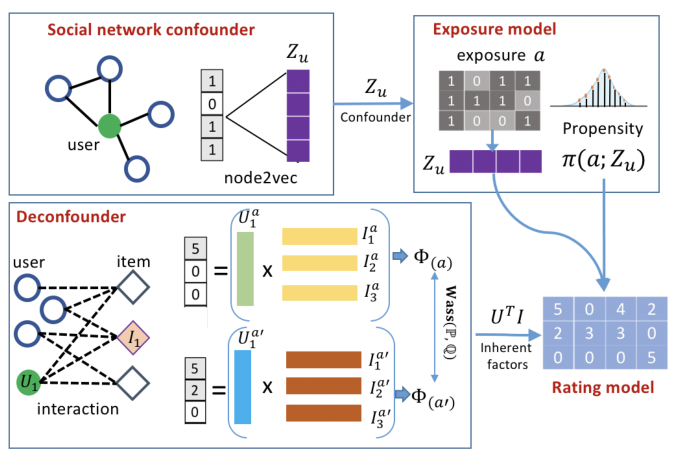 Social network confounder
Z_u
1
0
1
1
user
node2vec
Z_u
Confounder
Exposure model
exposure a
1 0 1 1
1 1 1 0
1 0 0 1
Propensity
Z_u
π(a; Z_u)
Deconfounder
user
item
I_1
U_1
interaction
5
0
0
=
U_1^a
x
I_1^a
I_2^a
I_3^a
Φ_(a)
Wass(ℙ, ℚ)
5
2
0
=
U_1^a′
x
I_1^a′
I_2^a′
I_3^a′
Φ_(a′)
U^T I
Inherent
factors
5 0 4 2
2 3 3 0
0 0 0 5
Rating model